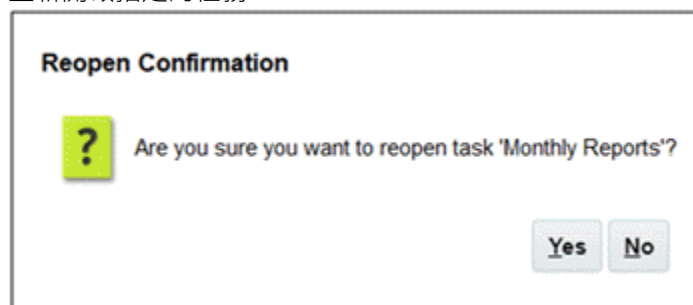 Reopen Confirmation
?
Are you sure you want to reopen task 'Monthly Reports'?
Yes No